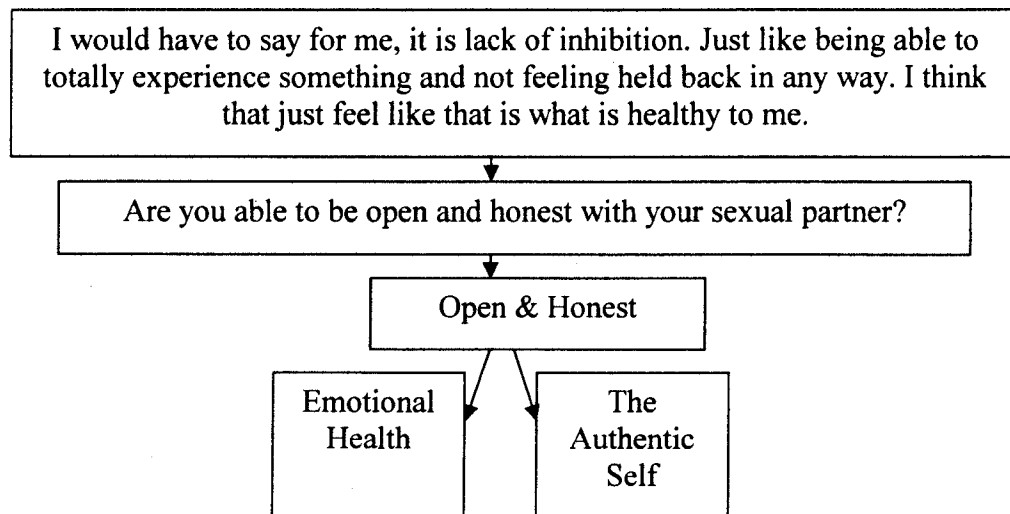 I would have to say for me, it is lack of inhibition. Just like being able to
totally experience something and not feeling held back in any way. I think
that just feel like that is what is healthy to me.
Are you able to be open and honest with your sexual partner?
Open & Honest
Emotional
Health
The
Authentic
Self